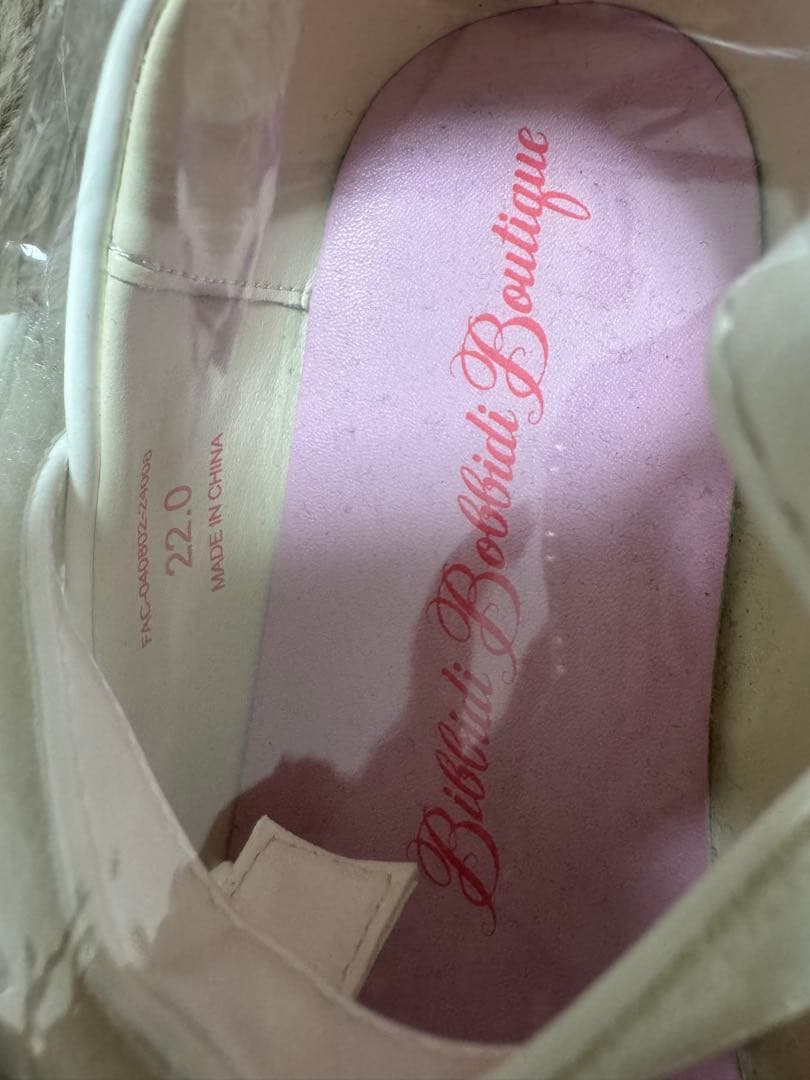 FAC-040802-24008
22.0
MADE IN CHINA
Bibbidi Bobbidi Boutique